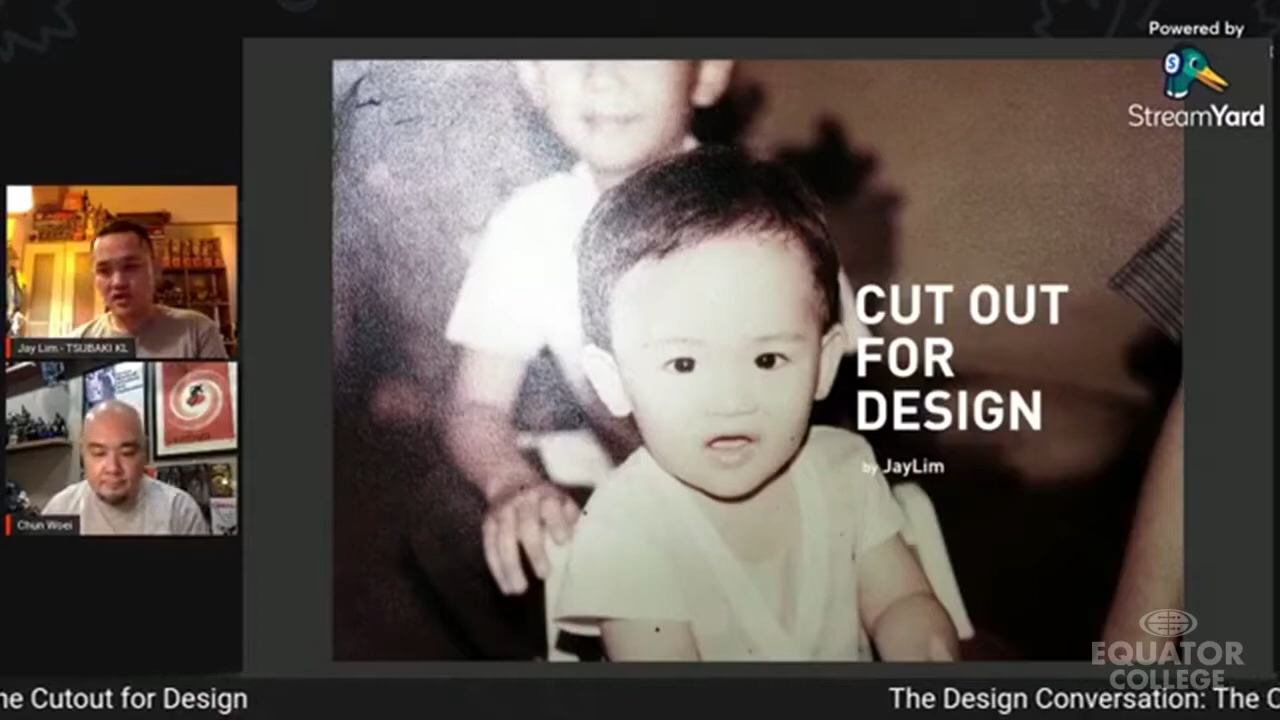 Powered by
StreamYard
CUT OUT
FOR
DESIGN
by JayLim
Jay Lim - TSUBAKI KL
Chun Woei
EQUATOR
COLLEGE
ne Cutout for Design
The Design Conversation: The C